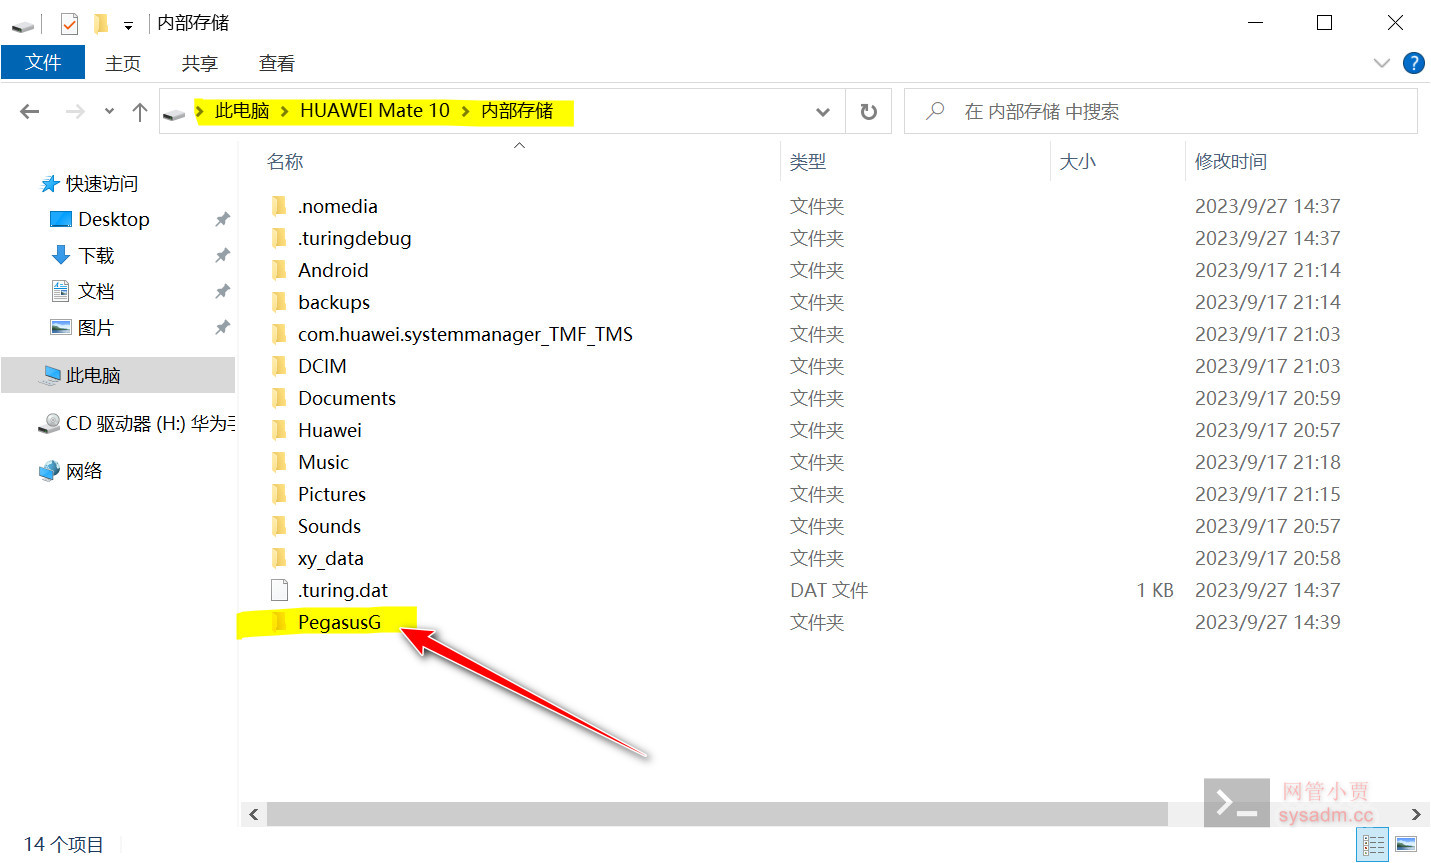 内部存储
文件 主页 共享 查看
此电脑 HUAWEI Mate 10 内部存储
在 内部存储 中搜索
名称 类型 大小 修改时间
快速访问
Desktop
下载
文档
图片
此电脑
CD 驱动器 (H:) 华为手
网络
.nomedia 文件夹 2023/9/27 14:37
.turingdebug 文件夹 2023/9/27 14:37
Android 文件夹 2023/9/17 21:14
backups 文件夹 2023/9/17 21:14
com.huawei.systemmanager_TMF_TMS 文件夹 2023/9/17 21:03
DCIM 文件夹 2023/9/17 21:03
Documents 文件夹 2023/9/17 20:59
Huawei 文件夹 2023/9/17 20:57
Music 文件夹 2023/9/17 21:18
Pictures 文件夹 2023/9/17 21:15
Sounds 文件夹 2023/9/17 20:57
xy_data 文件夹 2023/9/17 20:58
.turing.dat DAT 文件 1 KB 2023/9/27 14:37
PegasusG 文件夹 2023/9/27 14:39
网管小贾
sysadm.cc
14 个项目